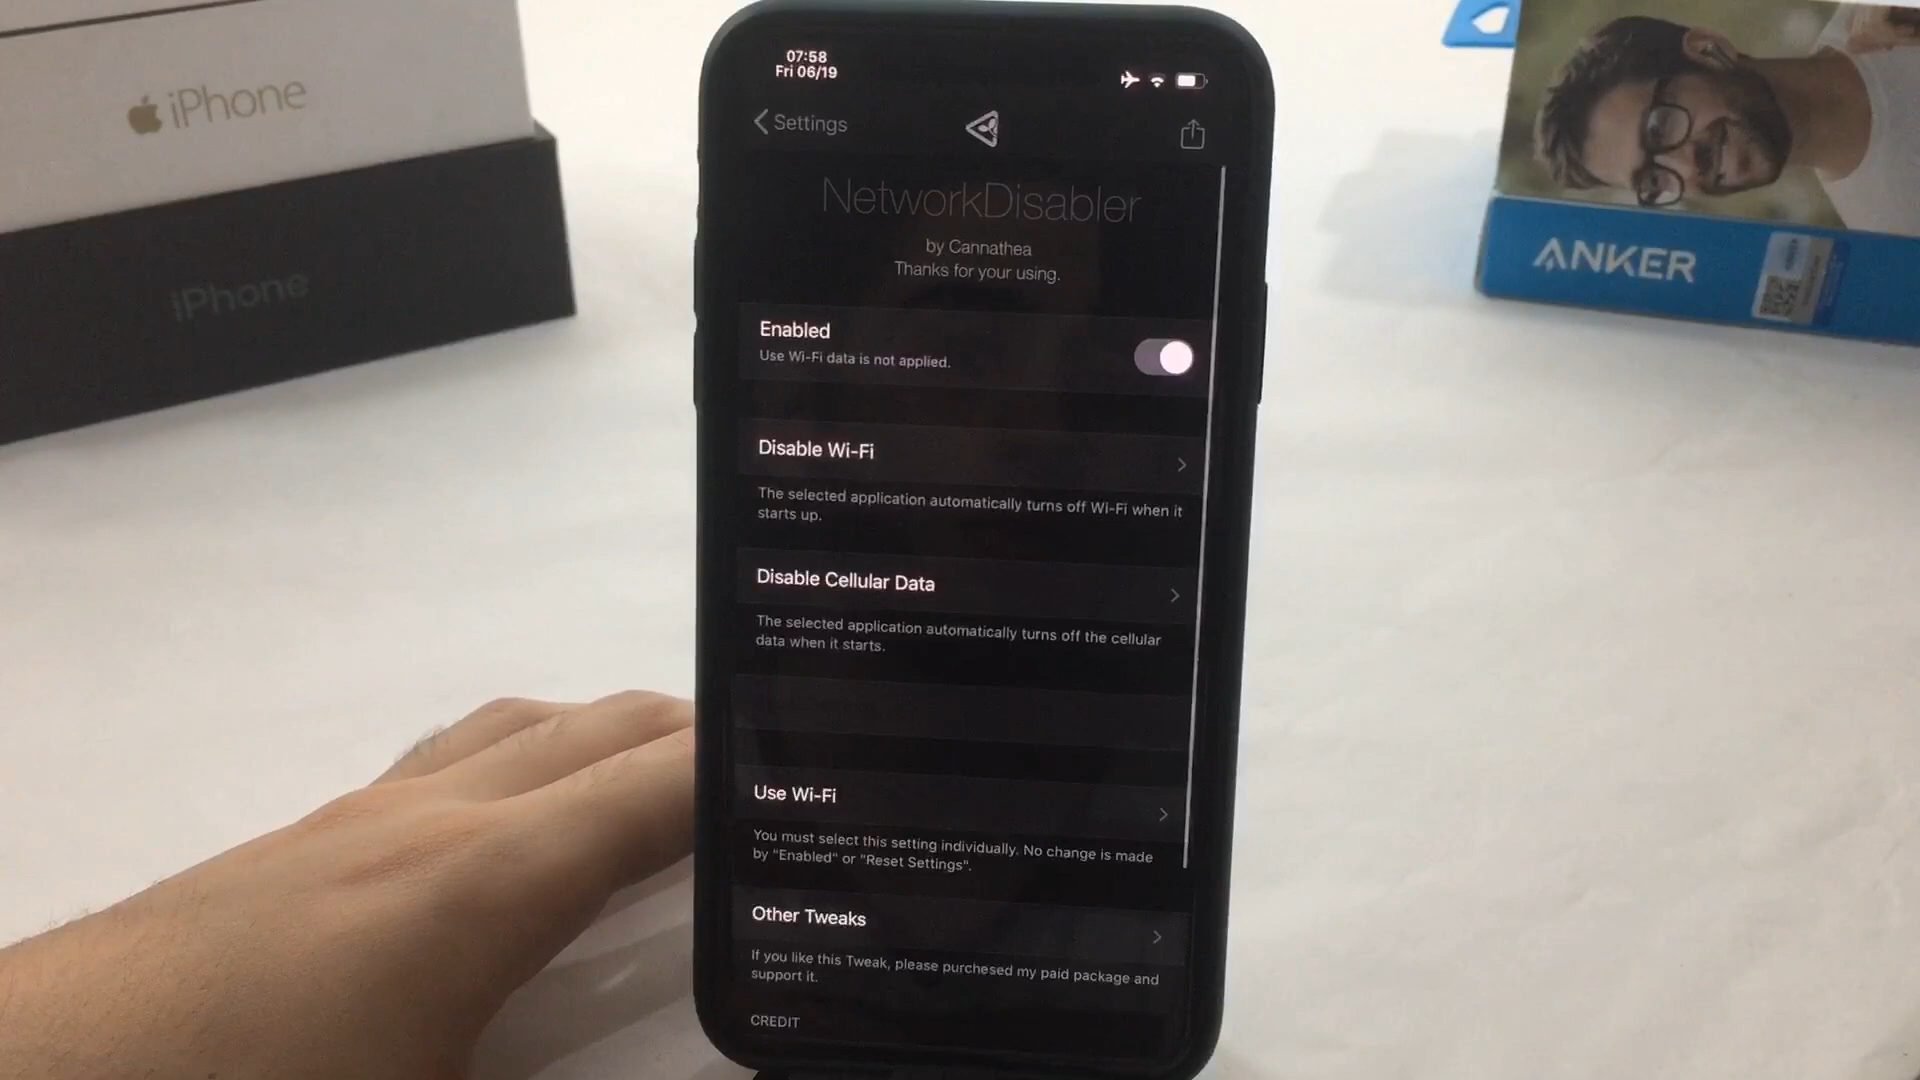 iPhone
iPhone
07:58
Fri 06/19
Settings
NetworkDisabler
by Cannathea
Thanks for your using.
Enabled
Use Wi-Fi data is not applied.
Disable Wi-Fi
The selected application automatically turns off Wi-Fi when it
starts up.
Disable Cellular Data
The selected application automatically turns off the cellular
data when it starts.
Use Wi-Fi
You must select this setting individually. No change is made
by "Enabled" or "Reset Settings".
Other Tweaks
If you like this Tweak, please purchesed my paid package and
support it.
CREDIT
ANKER